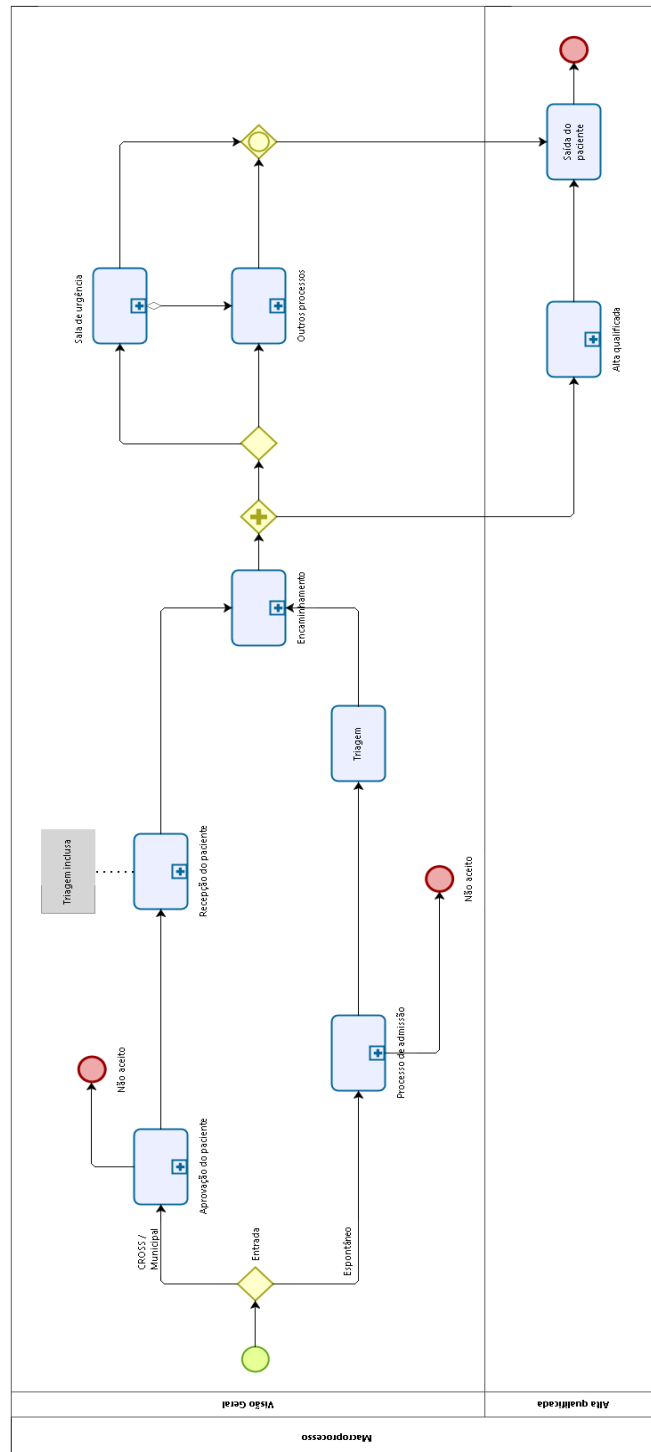 Macroprocesso
Visão Geral
Alta qualificada
Entrada
CROSS /
Municipal
Espontâneo
Aprovação do paciente
Não aceito
Processo de admissão
Não aceito
Triagem inclusa
Recepção do paciente
Triagem
Encaminhamento
Sala de urgência
Outros processos
Alta qualificada
Saída do
paciente